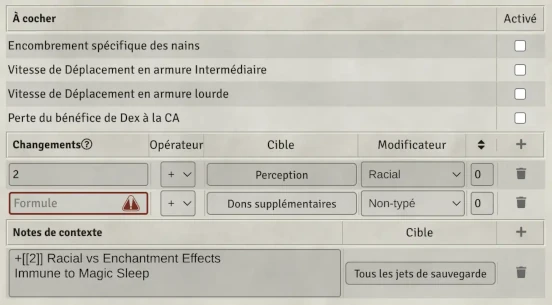 À cocher Activé
Encombrement spécifique des nains
Vitesse de Déplacement en armure Intermédiaire
Vitesse de Déplacement en armure lourde
Perte du bénéfice de Dex à la CA
Changements Opérateur Cible Modificateur +
2 + Perception Racial 0
Formule + Dons supplémentaires Non-typé 0
Notes de contexte Cible +
+[[2]] Racial vs Enchantment Effects
Immune to Magic Sleep
Tous les jets de sauvegarde